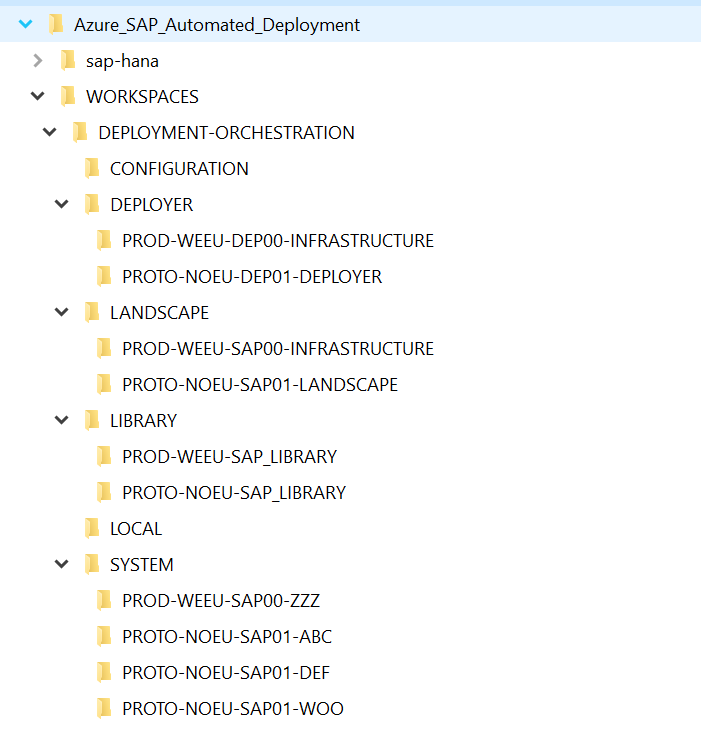 Azure_SAP_Automated_Deployment
sap-hana
WORKSPACES
DEPLOYMENT-ORCHESTRATION
CONFIGURATION
DEPLOYER
PROD-WEEU-DEP00-INFRASTRUCTURE
PROTO-NOEU-DEP01-DEPLOYER
LANDSCAPE
PROD-WEEU-SAP00-INFRASTRUCTURE
PROTO-NOEU-SAP01-LANDSCAPE
LIBRARY
PROD-WEEU-SAP_LIBRARY
PROTO-NOEU-SAP_LIBRARY
LOCAL
SYSTEM
PROD-WEEU-SAP00-ZZZ
PROTO-NOEU-SAP01-ABC
PROTO-NOEU-SAP01-DEF
PROTO-NOEU-SAP01-WOO